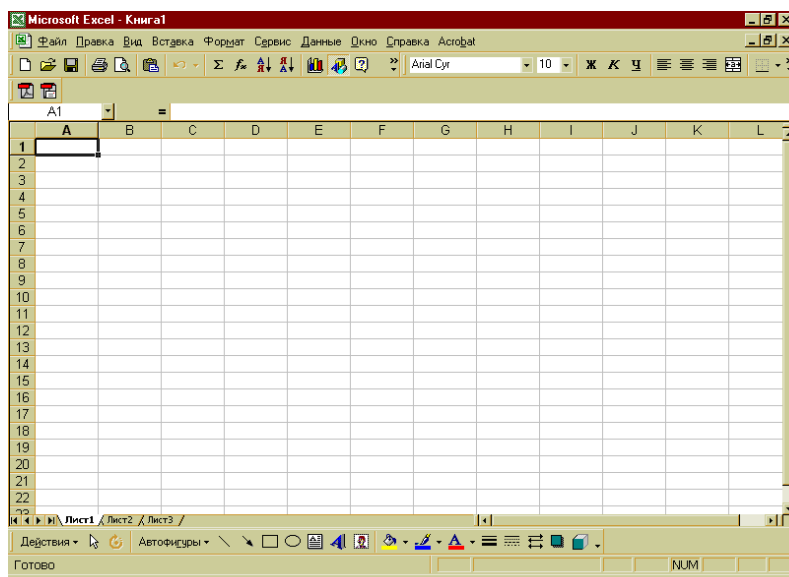 Microsoft Excel - Книга1
Файл Правка Вид Вставка Формат Сервис Данные Окно Справка Acrobat
Arial Cyr 10 Ж К Ч
A1 =
A B C D E F G H I J K L
1
2
3
4
5
6
7
8
9
10
11
12
13
14
15
16
17
18
19
20
21
22
23
Лист1 Лист2 Лист3
Действия Автофигуры
Готово NUM